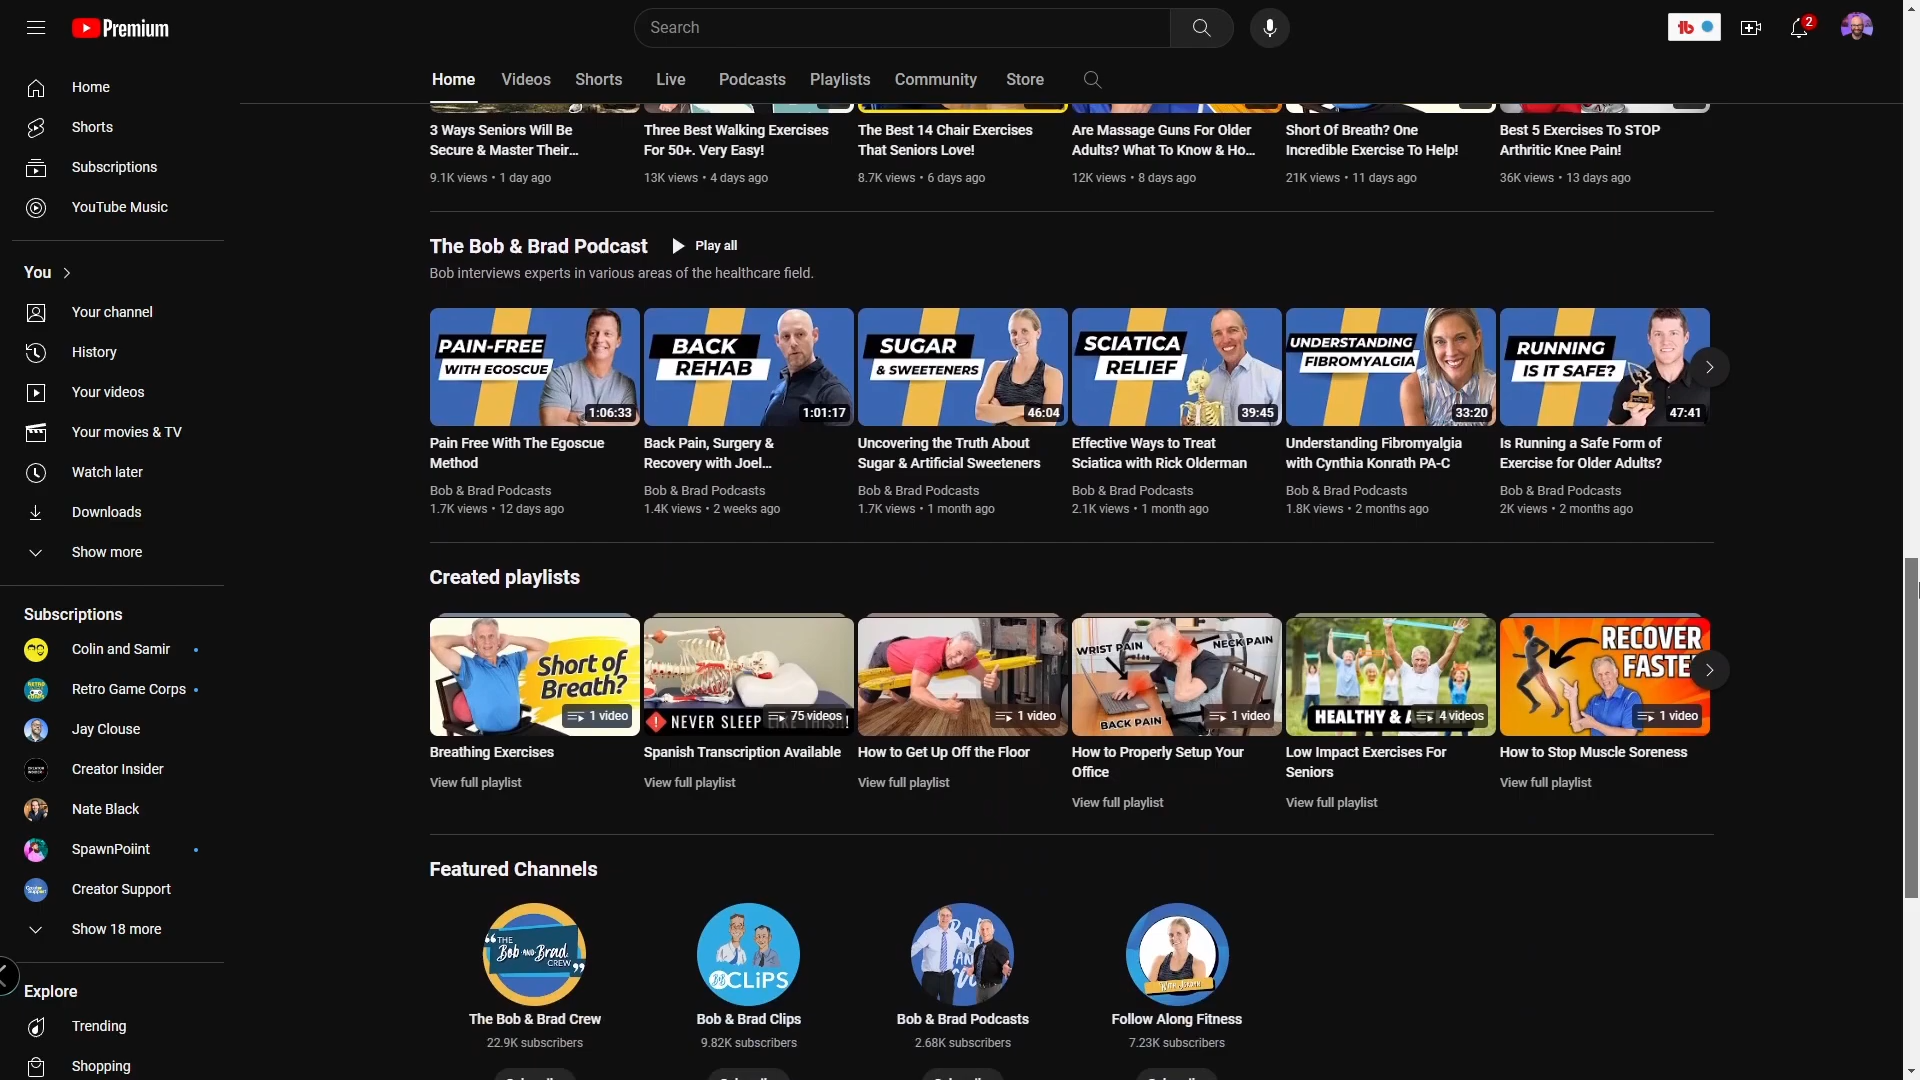 Premium
Search
2
Home
Videos
Shorts
Live
Podcasts
Playlists
Community
Store
Home
Shorts
Subscriptions
YouTube Music
You
Your channel
History
Your videos
Your movies & TV
Watch later
Downloads
Show more
Subscriptions
Colin and Samir
Retro Game Corps
Jay Clouse
Creator Insider
Nate Black
SpawnPoiint
Creator Support
Show 18 more
Explore
Trending
Shopping
3 Ways Seniors Will Be
Secure & Master Their...
9.1K views • 1 day ago
Three Best Walking Exercises
For 50+. Very Easy!
13K views • 4 days ago
The Best 14 Chair Exercises
That Seniors Love!
8.7K views • 6 days ago
Are Massage Guns For Older
Adults? What To Know & Ho...
12K views • 8 days ago
Short Of Breath? One
Incredible Exercise To Help!
21K views • 11 days ago
Best 5 Exercises To STOP
Arthritic Knee Pain!
36K views • 13 days ago
The Bob & Brad Podcast
Play all
Bob interviews experts in various areas of the healthcare field.
PAIN-FREE
WITH EGOSCUE
1:06:33
Pain Free With The Egoscue
Method
Bob & Brad Podcasts
1.7K views • 12 days ago
BACK
REHAB
1:01:17
Back Pain, Surgery &
Recovery with Joel...
Bob & Brad Podcasts
1.4K views • 2 weeks ago
SUGAR
& SWEETENERS
46:04
Uncovering the Truth About
Sugar & Artificial Sweeteners
Bob & Brad Podcasts
1.7K views • 1 month ago
SCIATICA
RELIEF
39:45
Effective Ways to Treat
Sciatica with Rick Olderman
Bob & Brad Podcasts
2.1K views • 1 month ago
UNDERSTANDING
FIBROMYALGIA
33:20
Understanding Fibromyalgia
with Cynthia Konrath PA-C
Bob & Brad Podcasts
1.8K views • 2 months ago
RUNNING
IS IT SAFE?
47:41
Is Running a Safe Form of
Exercise for Older Adults?
Bob & Brad Podcasts
2K views • 2 months ago
Created playlists
Short of
Breath?
1 video
Breathing Exercises
View full playlist
NEVER SLEEP
75 videos
Spanish Transcription Available
View full playlist
1 video
How to Get Up Off the Floor
View full playlist
WRIST PAIN
NECK PAIN
BACK PAIN
1 video
How to Properly Setup Your
Office
View full playlist
HEALTHY &
4 videos
Low Impact Exercises For
Seniors
View full playlist
RECOVER
FASTER
1 video
How to Stop Muscle Soreness
View full playlist
Featured Channels
"THE
Bob AND Brad
CREW"
The Bob & Brad Crew
22.9K subscribers
CLiPS
Bob & Brad Clips
9.82K subscribers
Bob & Brad Podcasts
2.68K subscribers
Follow Along Fitness
7.23K subscribers